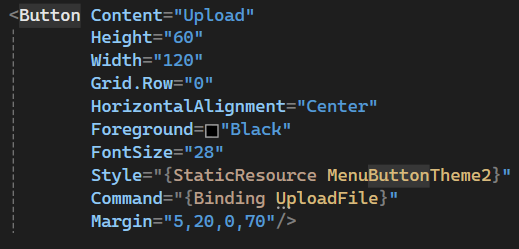 <Button Content="Upload"
Height="60"
Width="120"
Grid.Row="0"
HorizontalAlignment="Center"
Foreground="Black"
FontSize="28"
Style="{StaticResource MenuButtonTheme2}"
Command="{Binding UploadFile}"
Margin="5,20,0,70"/>